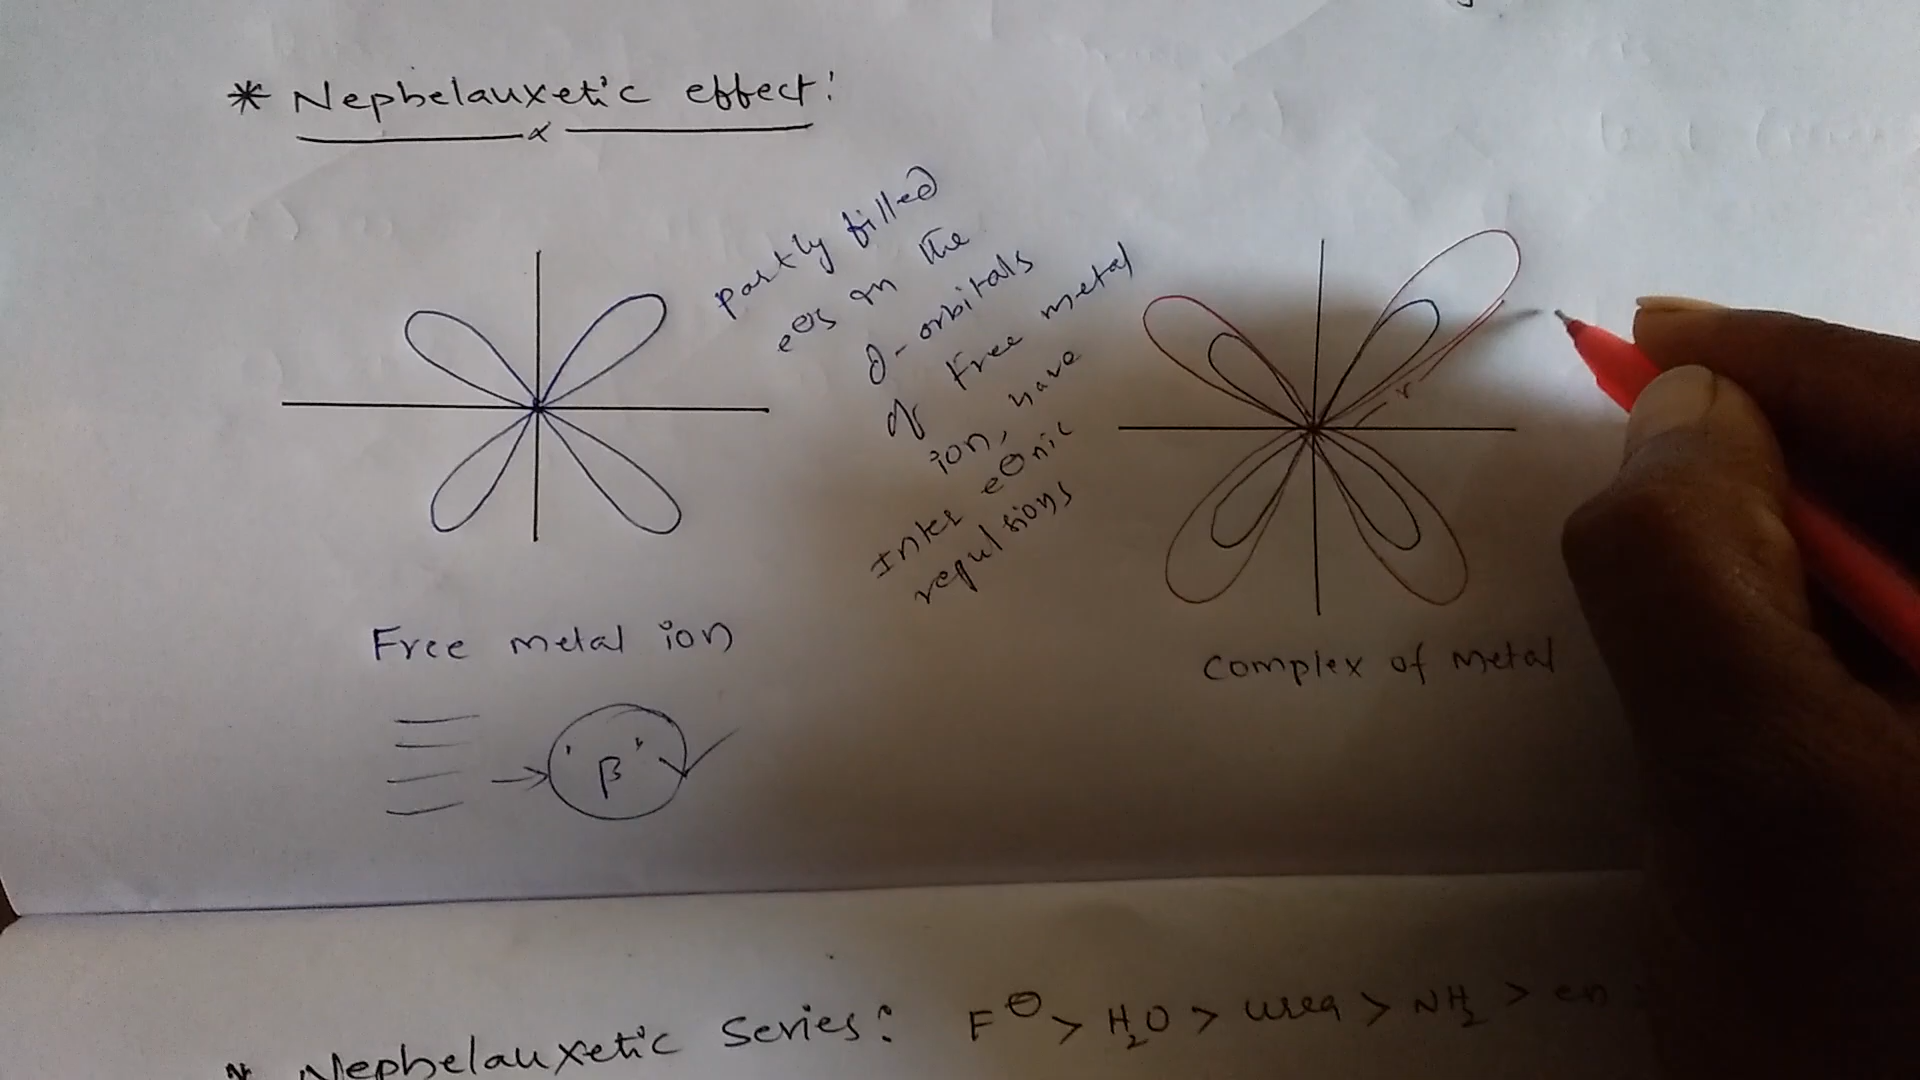 * Nephelauxetic effect:
partly filled
e⊖s in the
d-orbitals
of Free metal
ion, have
Inter e⊖nic
repulsions
r
Free metal ion
Complex of Metal
'β'
* Nephelauxetic Series: F⊖ > H2O > urea > NH2 > en